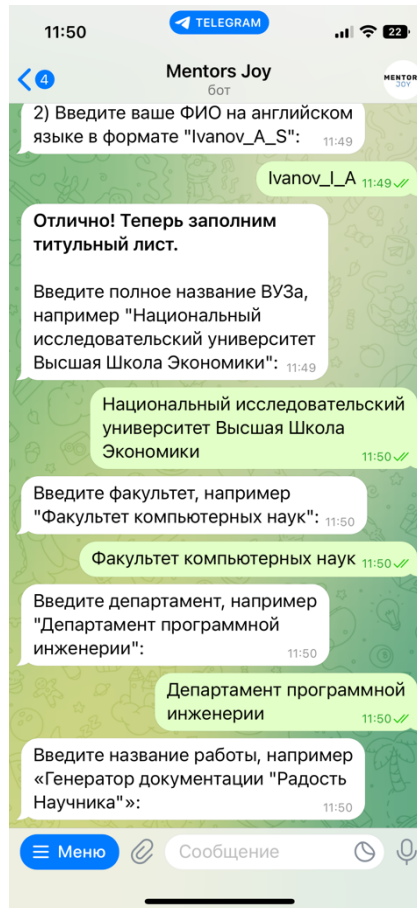 11:50
TELEGRAM
22
4
Mentors Joy
бот
MENTOR
JOY
2) Введите ваше ФИО на английском
языке в формате "Ivanov_A_S":
11:49
Ivanov_I_A 11:49
Отлично! Теперь заполним
титульный лист.
Введите полное название ВУЗа,
например "Национальный
исследовательский университет
Высшая Школа Экономики": 11:49
Национальный исследовательский
университет Высшая Школа
Экономики
11:50
Введите факультет, например
"Факультет компьютерных наук": 11:50
Факультет компьютерных наук 11:50
Введите департамент, например
"Департамент программной
инженерии":
11:50
Департамент программной
инженерии
11:50
Введите название работы, например
«Генератор документации "Радость
Научника"»:
11:50
Меню
Сообщение